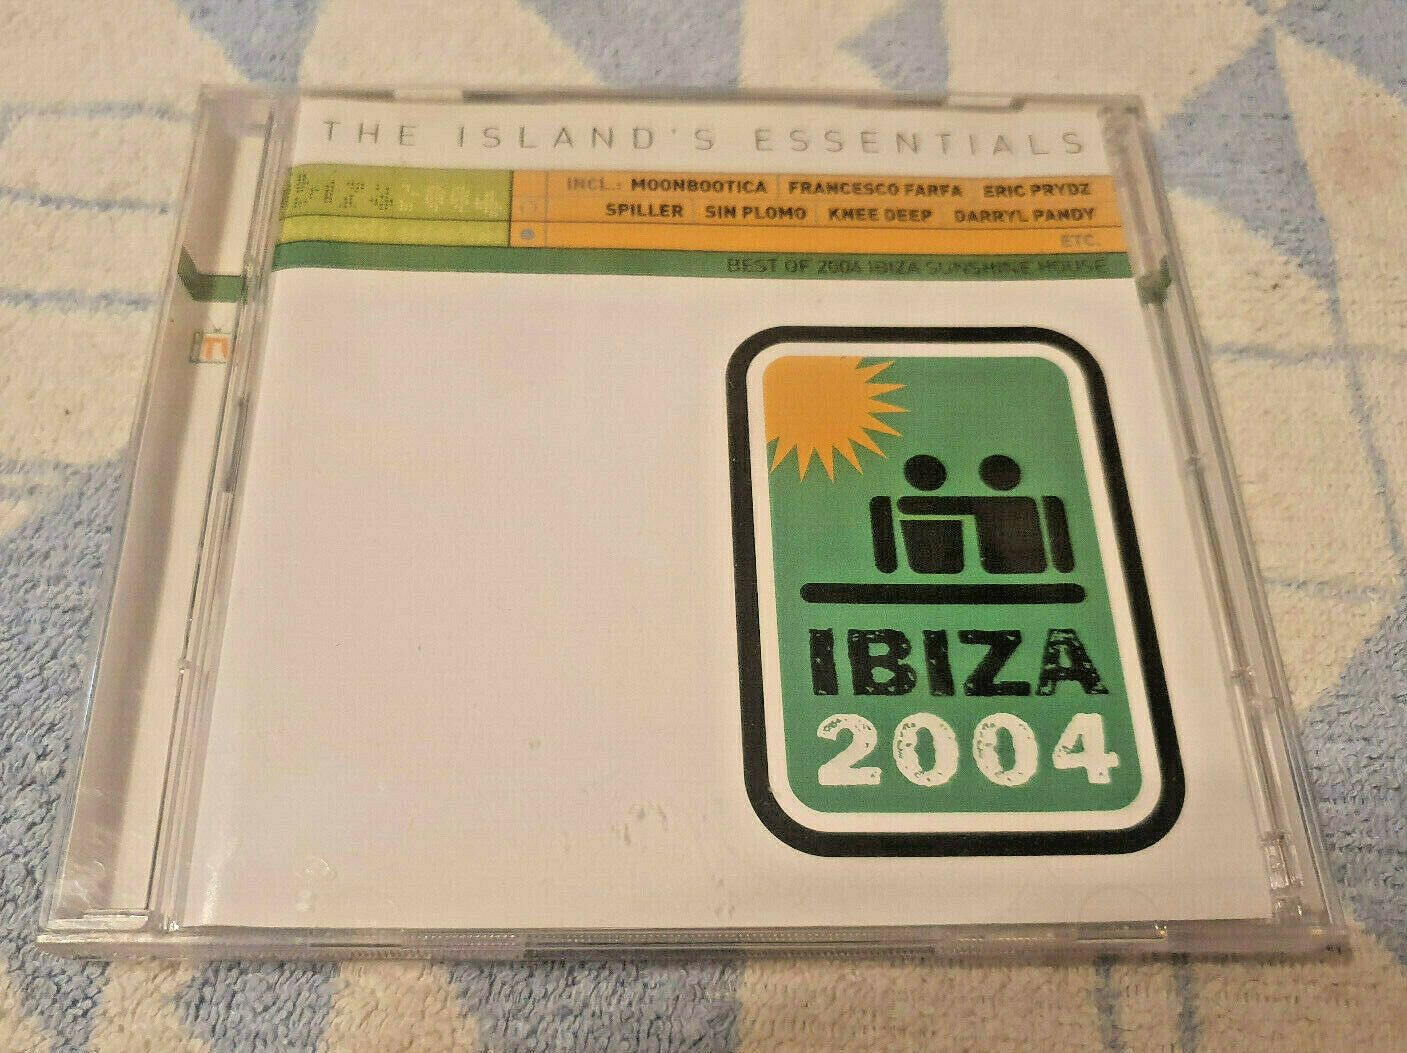 THE ISLAND'S ESSENTIALS
INCL.: MOONBOOTICA FRANCESCO FARFA ERIC PRYDZ
SPILLER SIN PLOMO KNEE DEEP DARRYL PANDY
ETC.
BEST OF 2004 IBIZA SUNSHINE HOUSE
IBIZA
2004